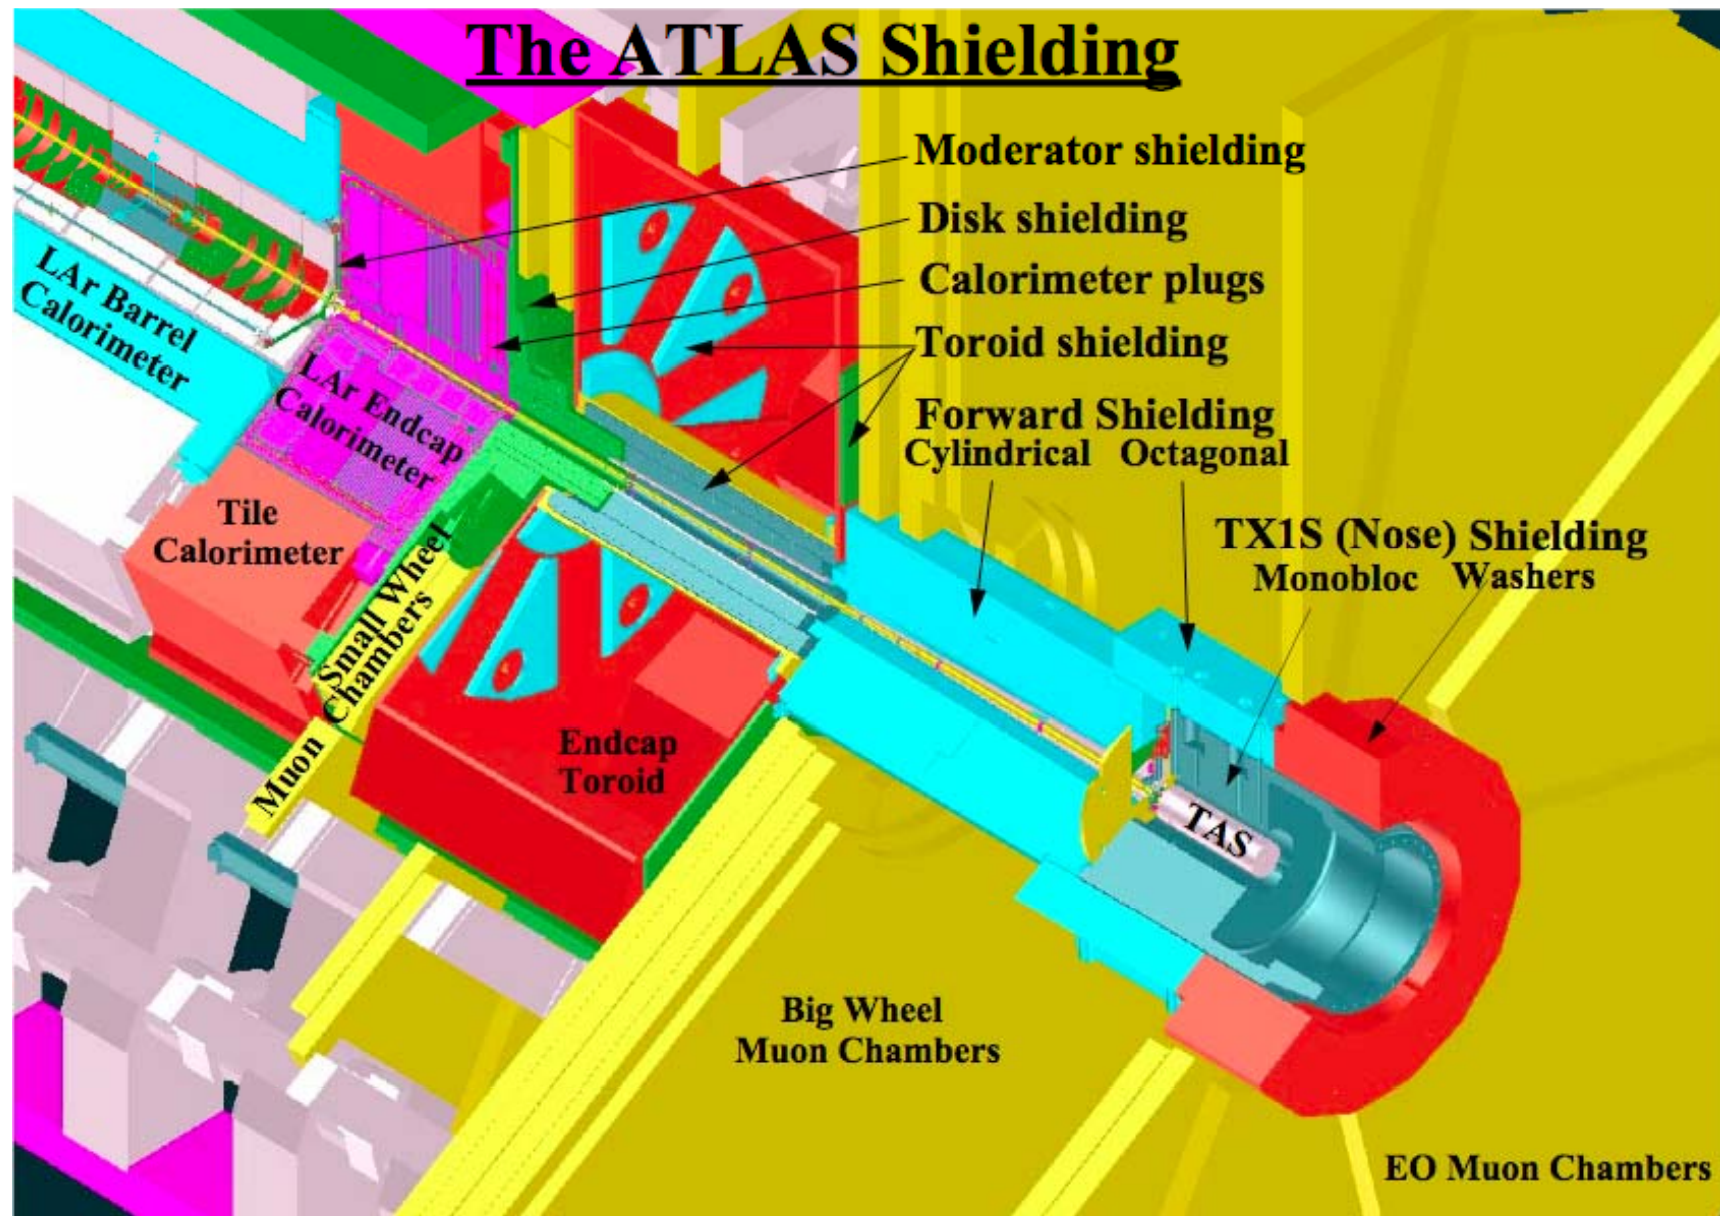 The ATLAS Shielding
Moderator shielding
Disk shielding
Calorimeter plugs
Toroid shielding
Forward Shielding
Cylindrical Octagonal
TX1S (Nose) Shielding
Monobloc Washers
LAr Barrel
Calorimeter
LAr Endcap
Calorimeter
Tile
Calorimeter
Small Wheel
Muon Chambers
Endcap
Toroid
TAS
Big Wheel
Muon Chambers
EO Muon Chambers